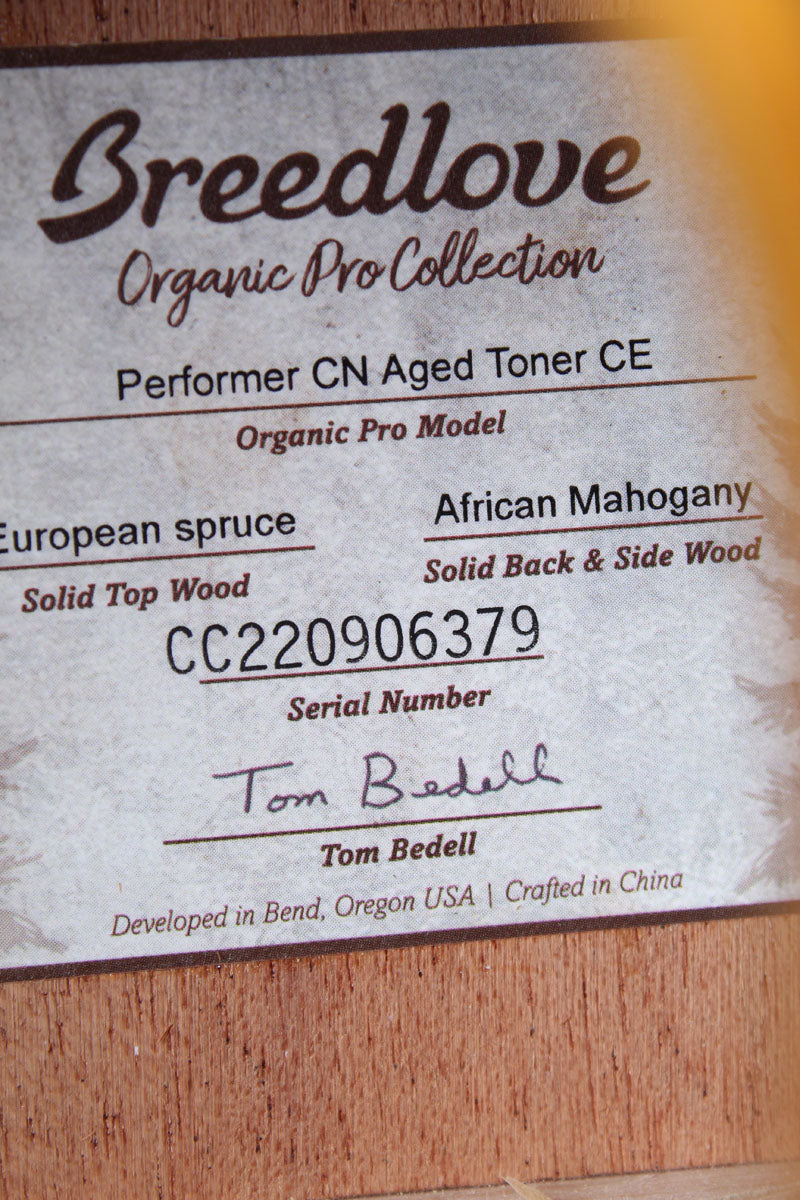 Breedlove
Organic Pro Collection
Performer CN Aged Toner CE
Organic Pro Model
European spruce African Mahogany
Solid Top Wood Solid Back & Side Wood
CC220906379
Serial Number
Tom Bedell
Tom Bedell
Developed in Bend, Oregon USA | Crafted in China